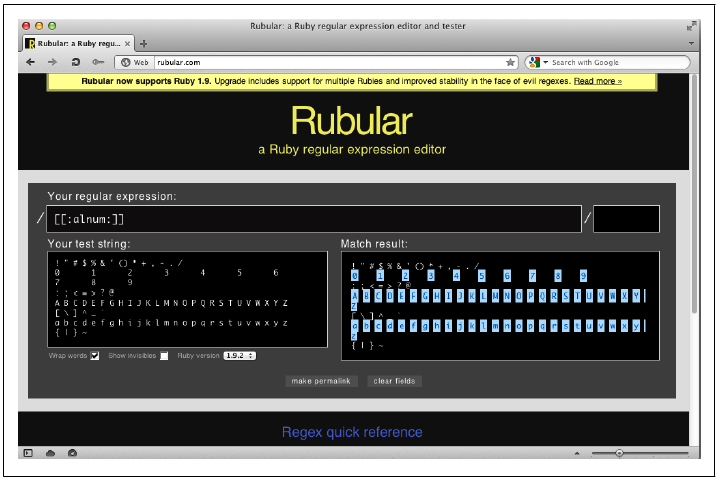 Rubular: a Ruby regular expression editor and tester
Rubular: a Ruby regu...
Web rubular.com Search with Google
Rubular now supports Ruby 1.9. Upgrade includes support for multiple Rubies and improved stability in the face of evil regexes. Read more »
Rubular
a Ruby regular expression editor
Your regular expression:
/ [[:alnum:]] /
Your test string:
! " # $ % & ' () * + , - . /
0 1 2 3 4 5 6
7 8 9
: ; < = > ? @
A B C D E F G H I J K L M N O P Q R S T U V W X Y Z
[ \ ] ^ _ `
a b c d e f g h i j k l m n o p q r s t u v w x y z
{ | } ~
Wrap words Show invisibles Ruby version 1.9.2
Match result:
! " # $ % & ' () * + , - . /
0 1 2 3 4 5 6 7 8 9
: ; < = > ? @
A B C D E F G H I J K L M N O P Q R S T U V W X Y
Z
[ \ ] ^ _ `
a b c d e f g h i j k l m n o p q r s t u v w x y
z
{ | } ~
make permalink clear fields
Regex quick reference